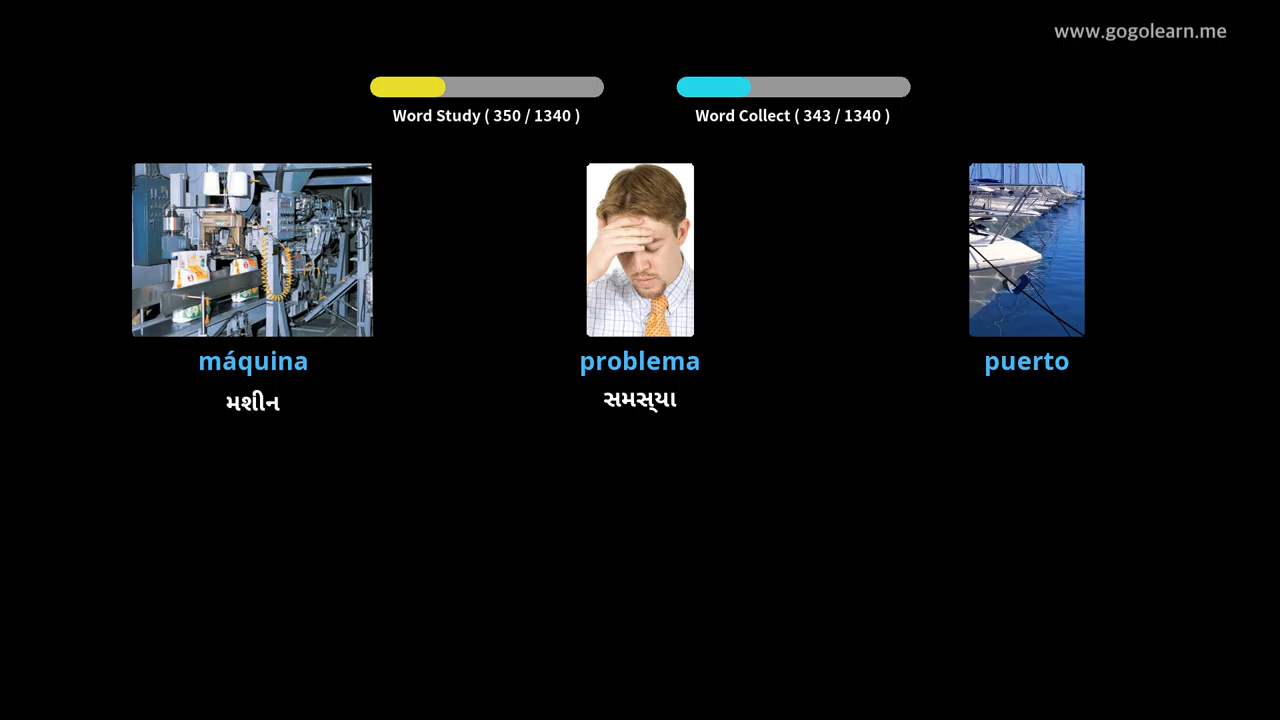 www.gogolearn.me
Word Study ( 350 / 1340 )
Word Collect ( 343 / 1340 )
máquina
problema
puerto
મશીન
સમસ્યા